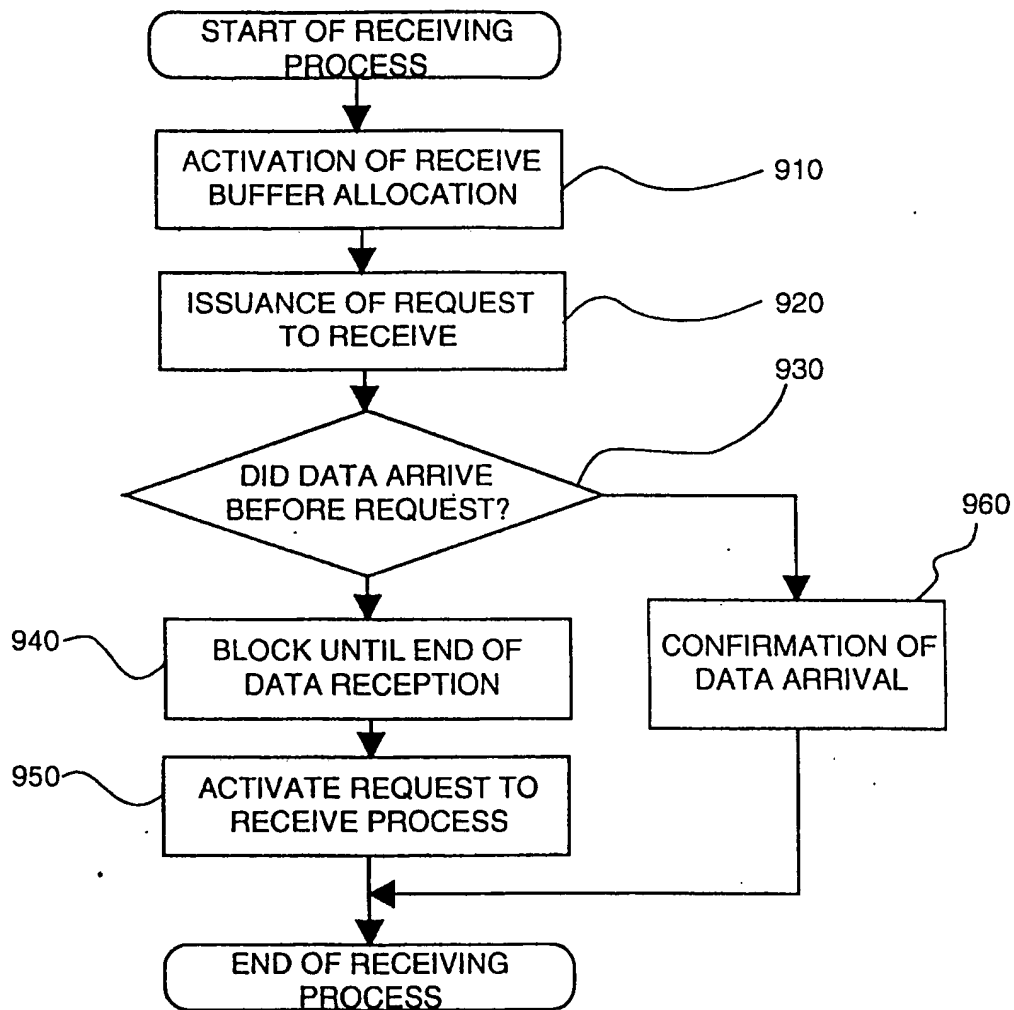 START OF RECEIVING
PROCESS
ACTIVATION OF RECEIVE
BUFFER ALLOCATION
910
ISSUANCE OF REQUEST
TO RECEIVE
920
930
DID DATA ARRIVE
BEFORE REQUEST?
960
940
BLOCK UNTIL END OF
DATA RECEPTION
CONFIRMATION OF
DATA ARRIVAL
950
ACTIVATE REQUEST TO
RECEIVE PROCESS
END OF RECEIVING
PROCESS